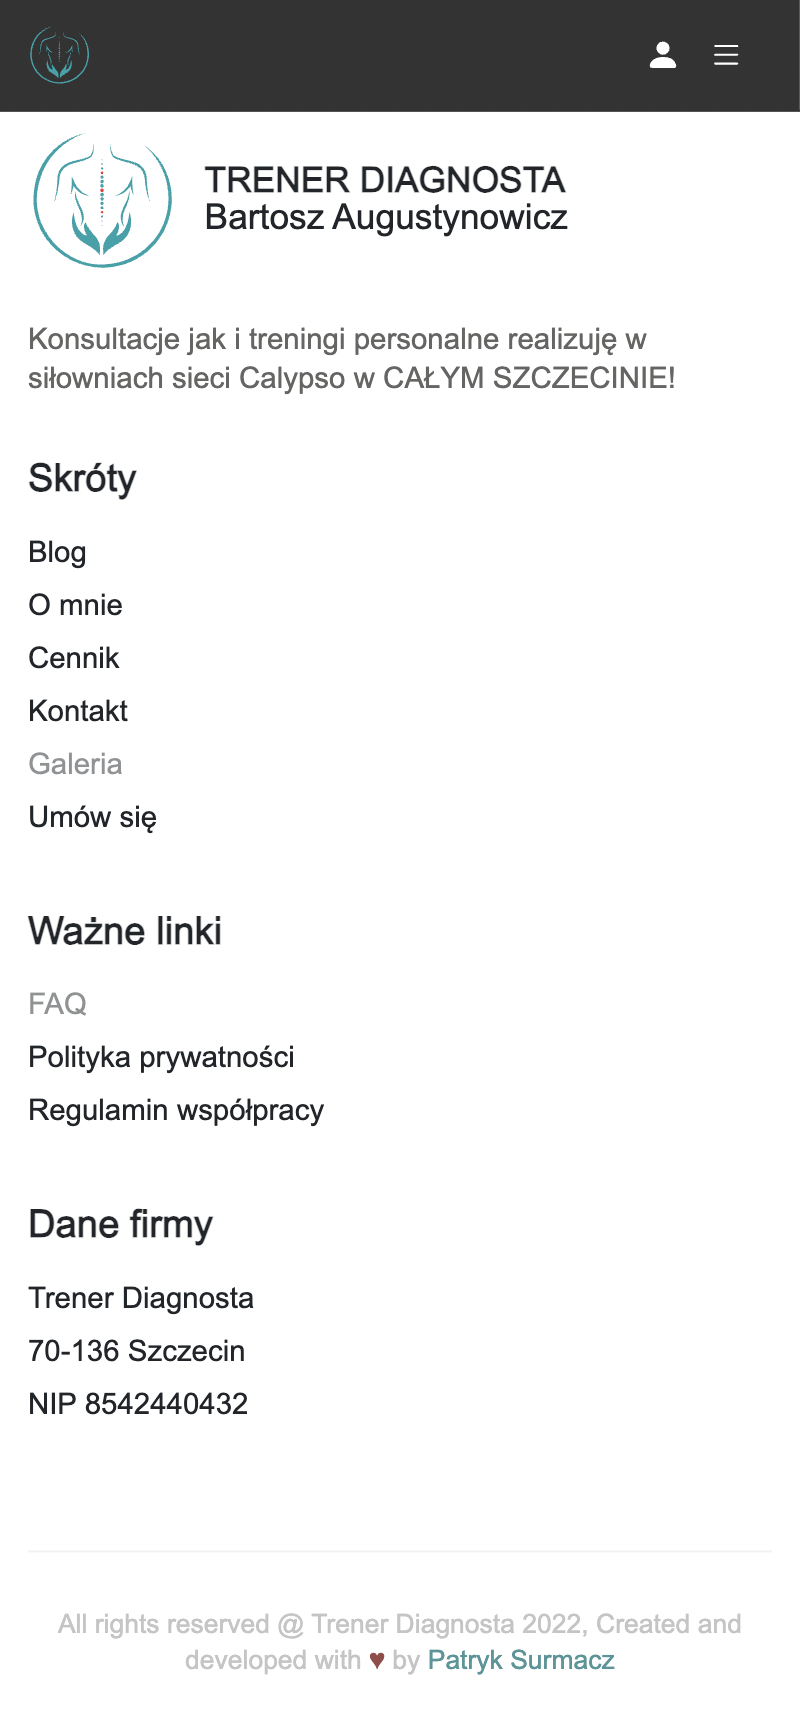 TRENER DIAGNOSTA
Bartosz Augustynowicz
Konsultacje jak i treningi personalne realizuję w
siłowniach sieci Calypso w CAŁYM SZCZECINIE!
Skróty
Blog
O mnie
Cennik
Kontakt
Galeria
Umów się
Ważne linki
FAQ
Polityka prywatności
Regulamin współpracy
Dane firmy
Trener Diagnosta
70-136 Szczecin
NIP 8542440432
All rights reserved @ Trener Diagnosta 2022, Created and
developed with ♥ by Patryk Surmacz